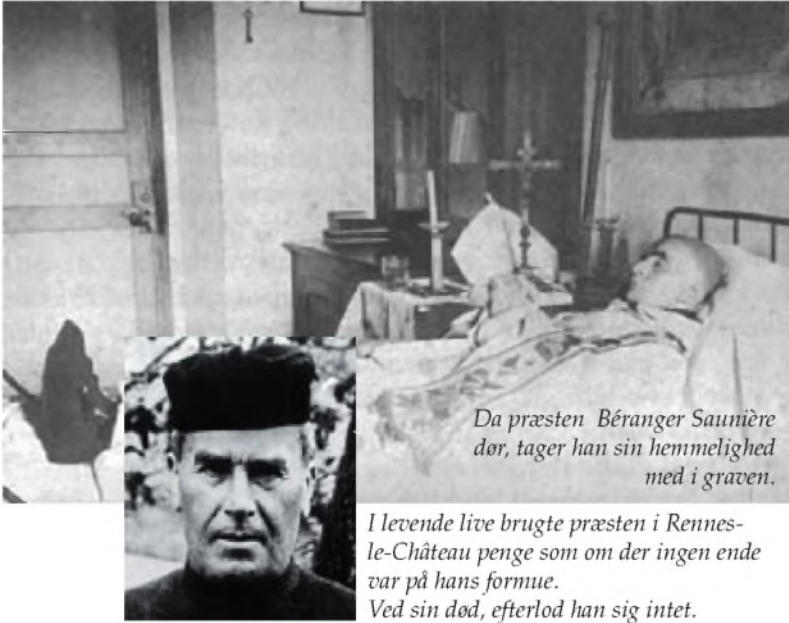 Da præsten Béranger Saunière
dør, tager han sin hemmelighed
med i graven.
I levende live brugte præsten i Rennes-
le-Château penge som om der ingen ende
var på hans formue.
Ved sin død, efterlod han sig intet.